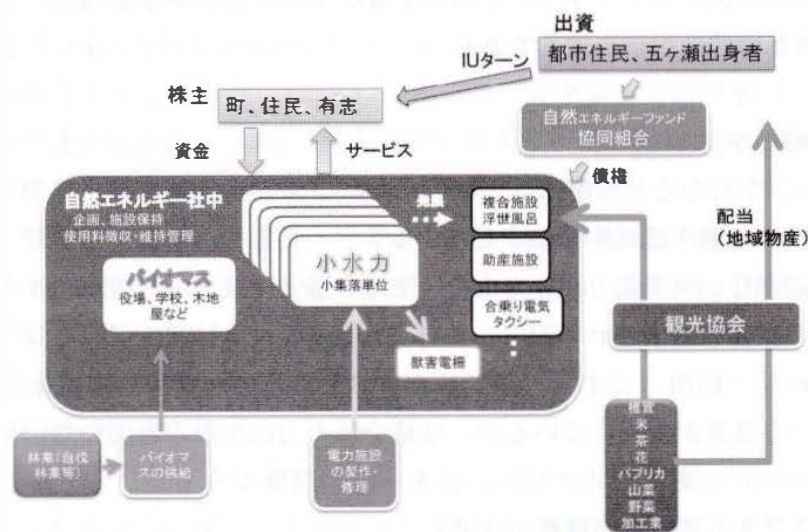 出資
都市住民、五ヶ瀬出身者
IUターン
株主
町、住民、有志
自然エネルギーファンド
協同組合
資金
サービス
債権
自然エネルギー社中
企画、施設保持
使用料徴収・維持管理
発展
複合施設
浮世風呂
配当
(地域物産)
小水力
小集落単位
バイオマス
役場、学校、木地
屋など
助産施設
合乗り電気
タクシー
獣害電柵
観光協会
林業(自伐
林業等)
バイオ
マスの供給
電力施設
の製作・
修理
椎茸
米
茶
花
パプリカ
山菜
野菜
加工業